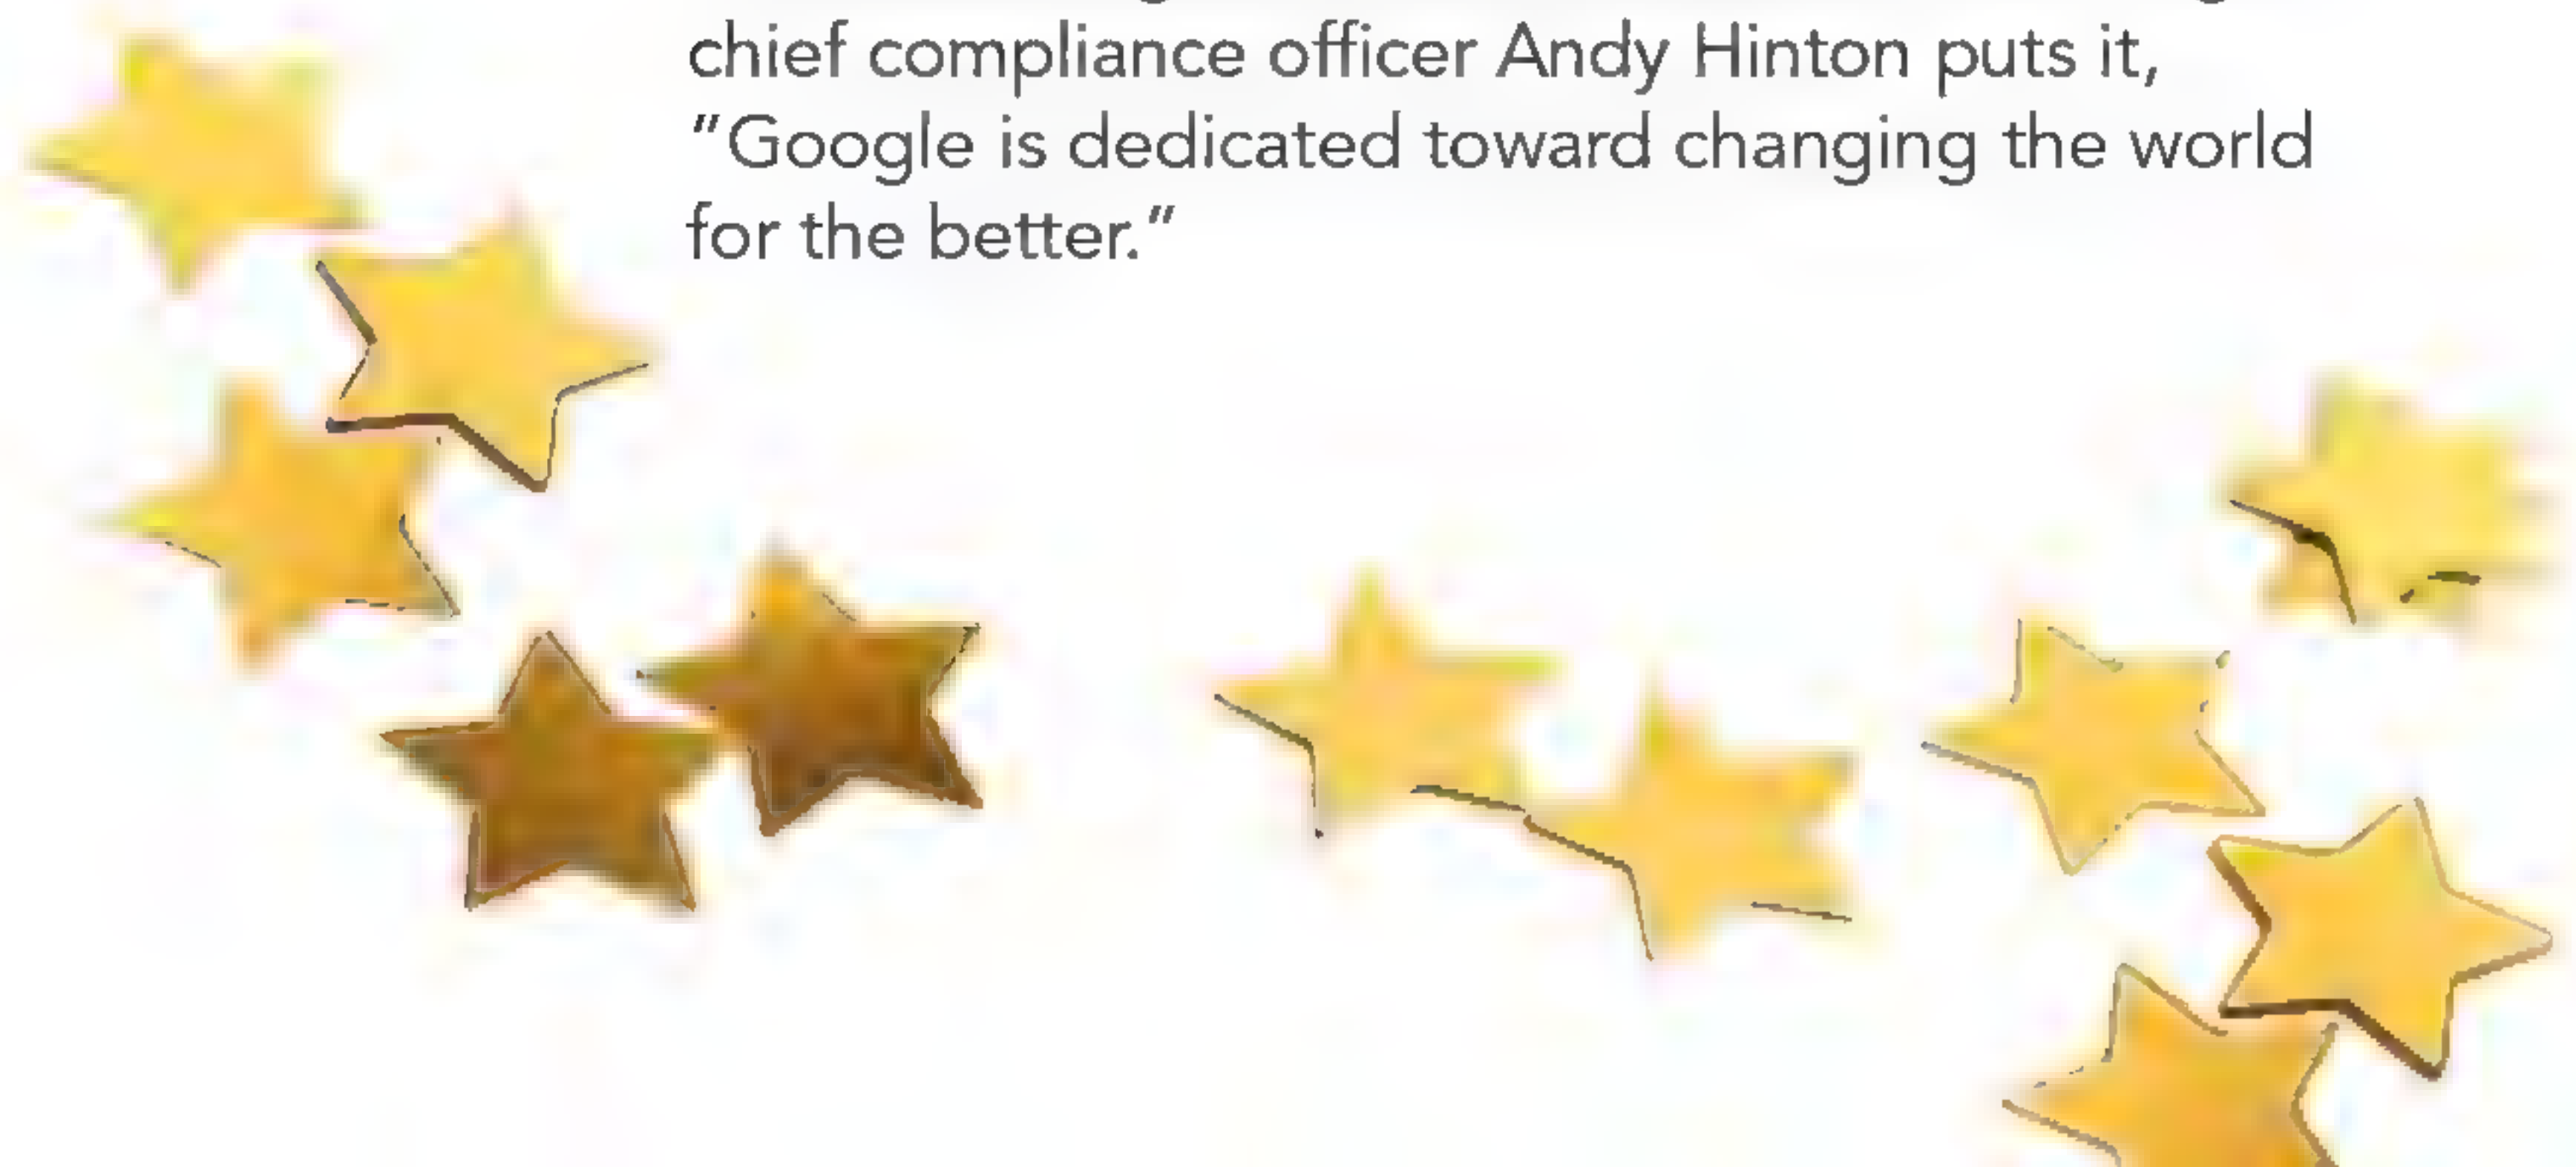 chief compliance officer Andy Hinton puts it,
"Google is dedicated toward changing the world
for the better."